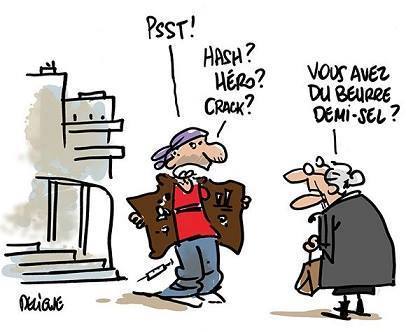 PSST!
HASH?
HÉRO?
CRACK?
VOUS AVEZ
DU BEURRE
DEMI-SEL?
DELIGNE